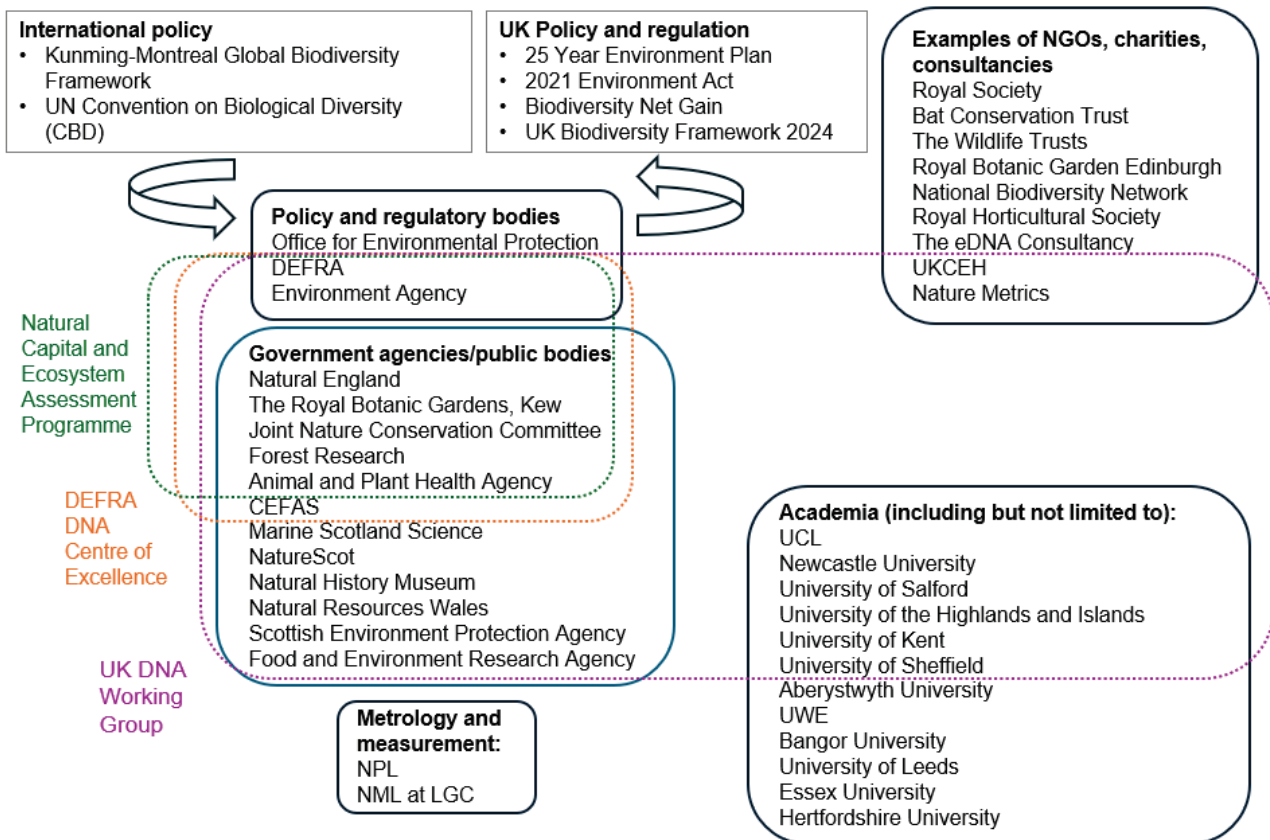 International policy
• Kunming-Montreal Global Biodiversity
Framework
• UN Convention on Biological Diversity
(CBD)
UK Policy and regulation
• 25 Year Environment Plan
• 2021 Environment Act
• Biodiversity Net Gain
• UK Biodiversity Framework 2024
Examples of NGOs, charities,
consultancies
Royal Society
Bat Conservation Trust
The Wildlife Trusts
Royal Botanic Garden Edinburgh
National Biodiversity Network
Royal Horticultural Society
The eDNA Consultancy
UKCEH
Nature Metrics
Policy and regulatory bodies
Office for Environmental Protection
DEFRA
Environment Agency
Natural
Capital and
Ecosystem
Assessment
Programme
Government agencies/public bodies
Natural England
The Royal Botanic Gardens, Kew
Joint Nature Conservation Committee
Forest Research
Animal and Plant Health Agency
CEFAS
Marine Scotland Science
NatureScot
Natural History Museum
Natural Resources Wales
Scottish Environment Protection Agency
Food and Environment Research Agency
DEFRA
DNA
Centre of
Excellence
UK DNA
Working
Group
Metrology and
measurement:
NPL
NML at LGC
Academia (including but not limited to):
UCL
Newcastle University
University of Salford
University of the Highlands and Islands
University of Kent
University of Sheffield
Aberystwyth University
UWE
Bangor University
University of Leeds
Essex University
Hertfordshire University